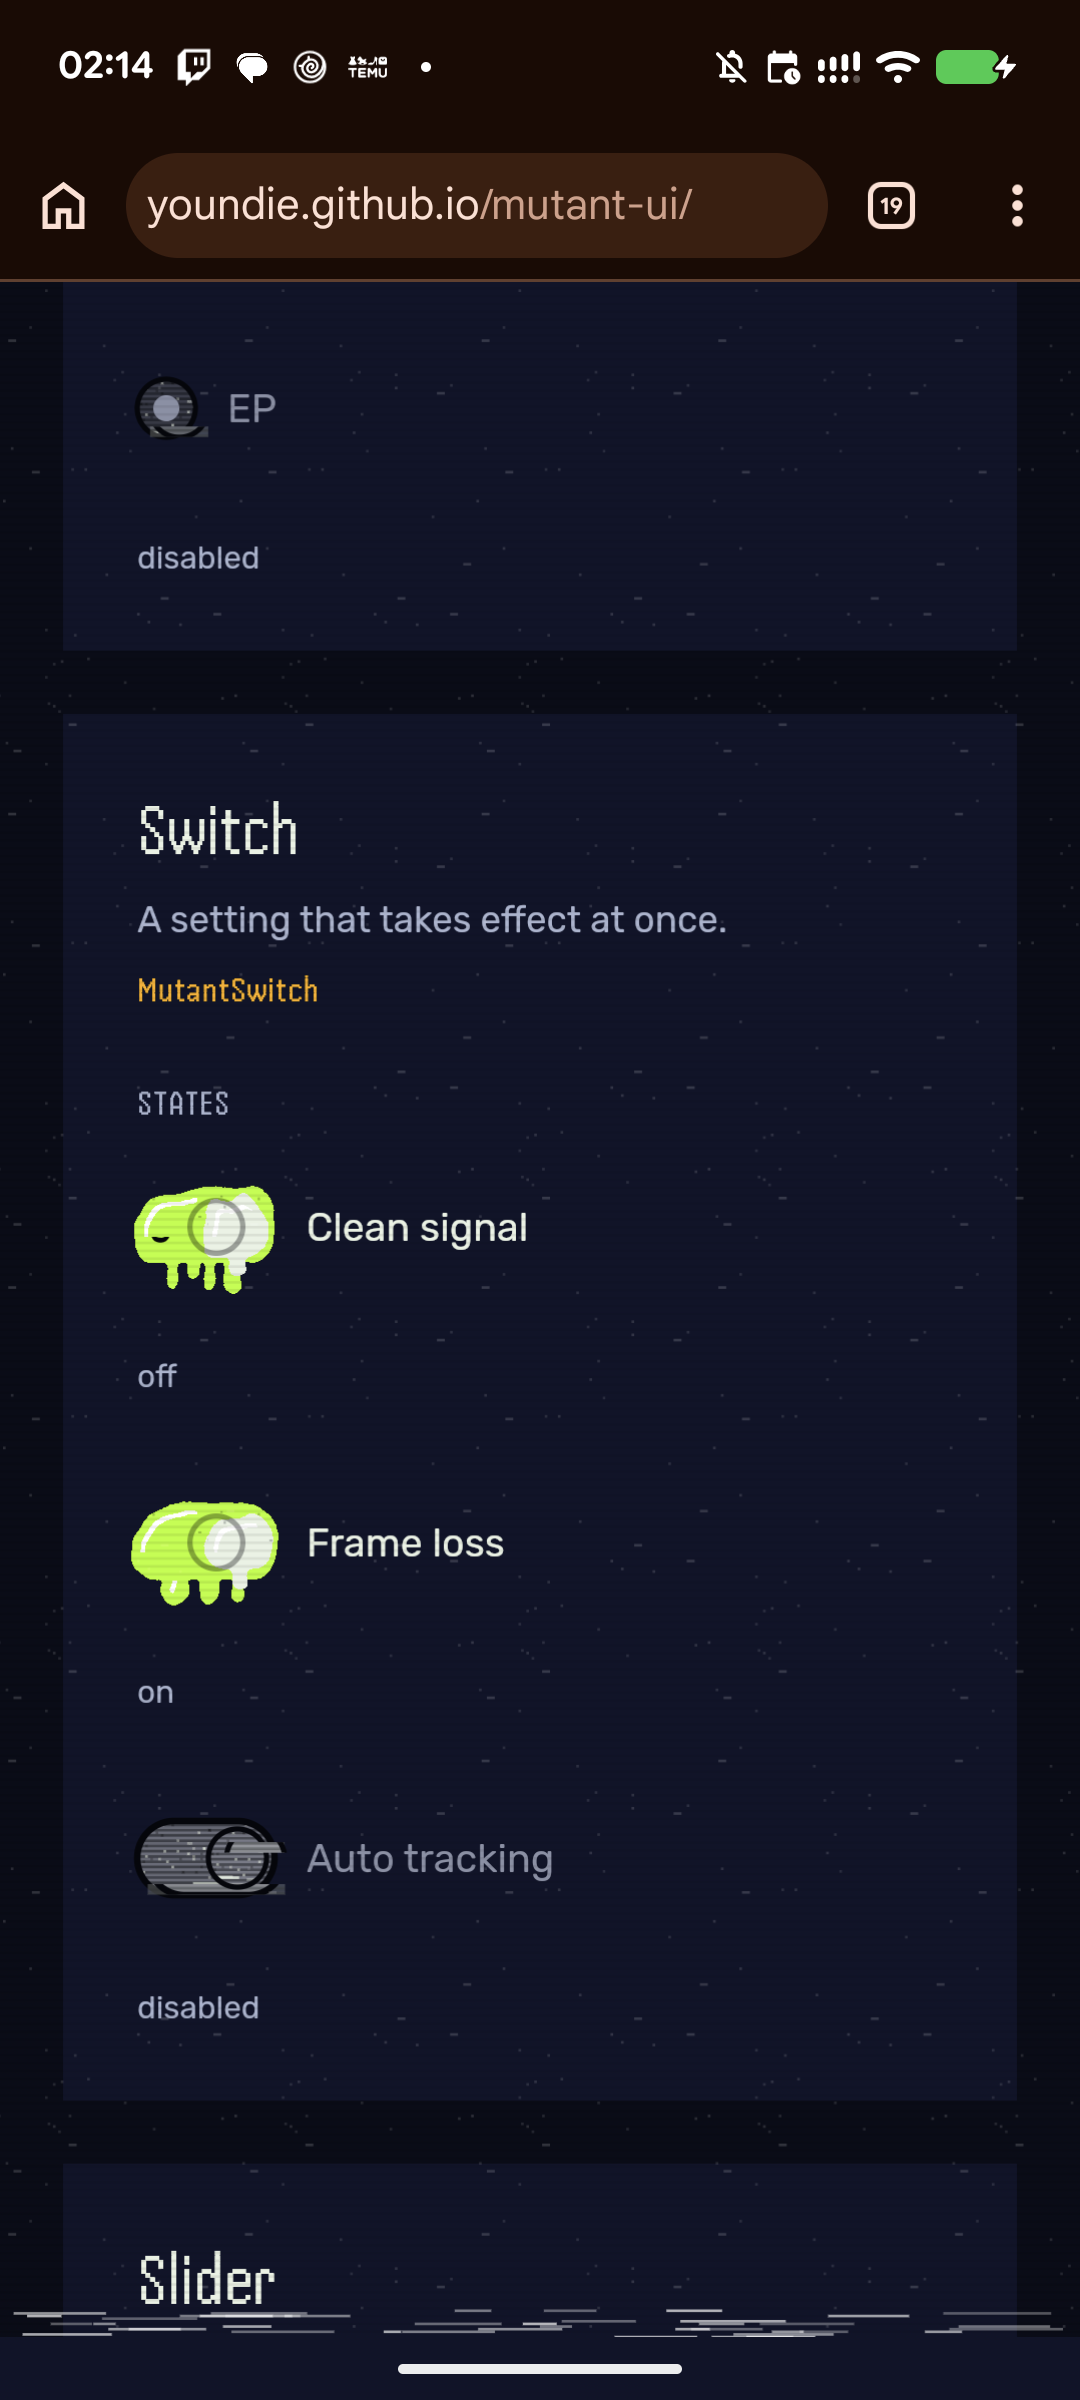 02:14
TEMU
youndie.github.io/mutant-ui/
19
EP
disabled
Switch
A setting that takes effect at once.
MutantSwitch
STATES
Clean signal
off
Frame loss
on
Auto tracking
disabled
Slider